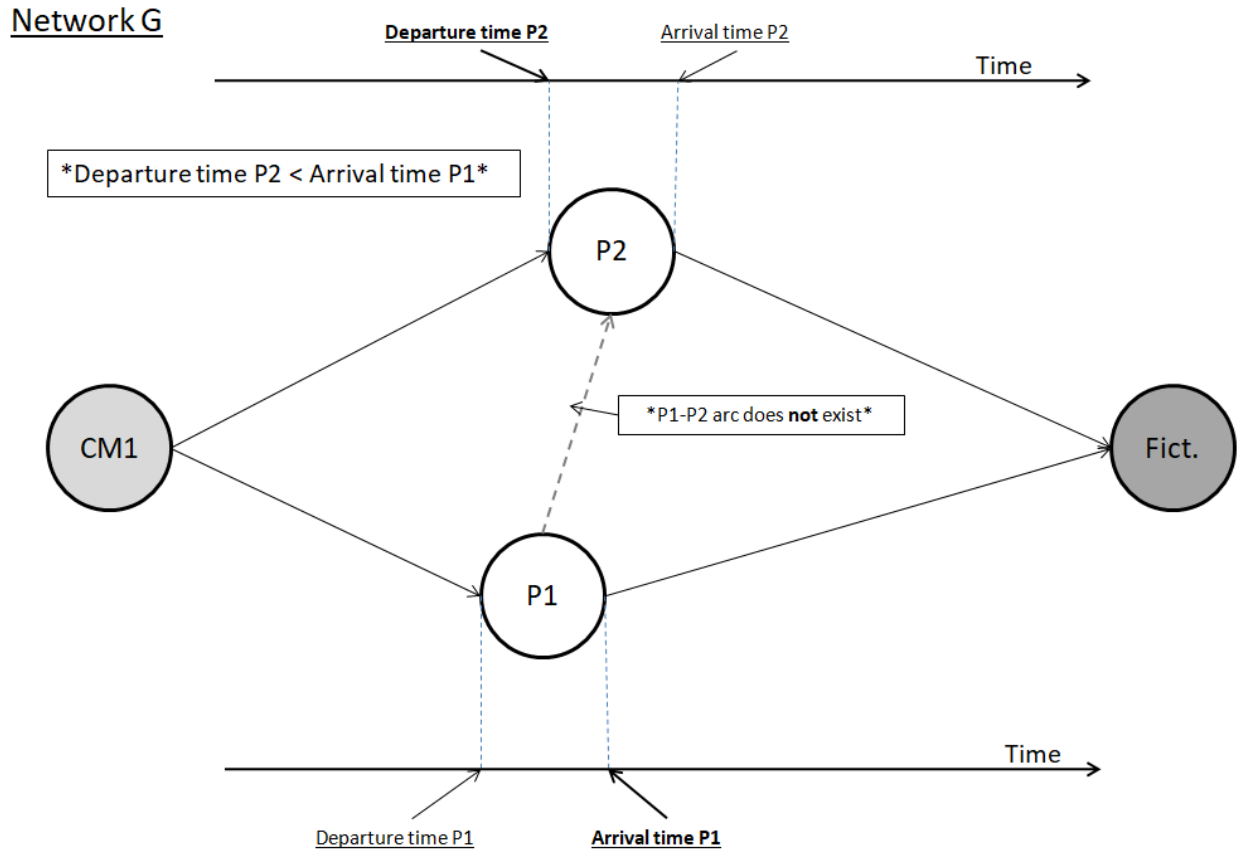 Network G
Departure time P2
Arrival time P2
Time
*Departure time P2 < Arrival time P1*
P2
*P1-P2 arc does not exist*
CM1
Fict.
P1
Time
Departure time P1
Arrival time P1